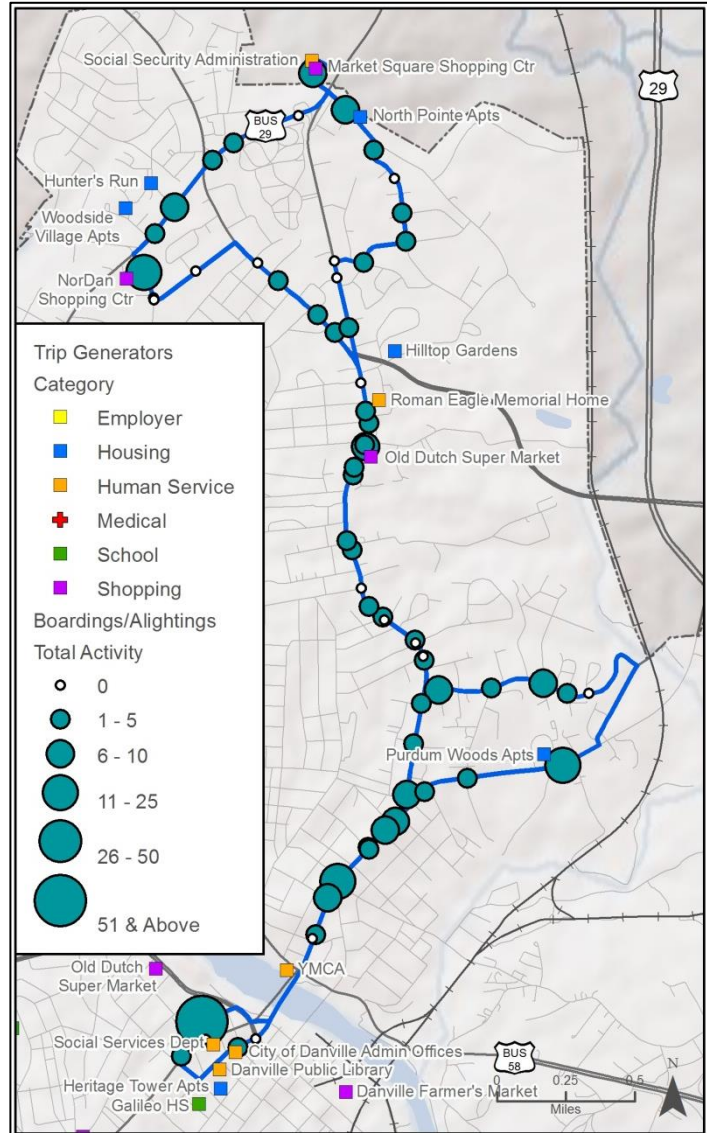 Social Security Administration
Market Square Shopping Ctr
29
BUS
29
North Pointe Apts
Hunter's Run
Woodside
Village Apts
NorDan
Shopping Ctr
Hilltop Gardens
Roman Eagle Memorial Home
Old Dutch Super Market
Trip Generators
Category
Employer
Housing
Human Service
Medical
School
Shopping
Boardings/Alightings
Total Activity
0
1 - 5
6 - 10
11 - 25
26 - 50
51 & Above
Purdum Woods Apts
Old Dutch
Super Market
YMCA
Social Services Dept
City of Danville Admin Offices
Danville Public Library
Heritage Tower Apts
Galileo HS
Danville Farmer's Market
BUS
58
N
0 0.25 0.5
Miles